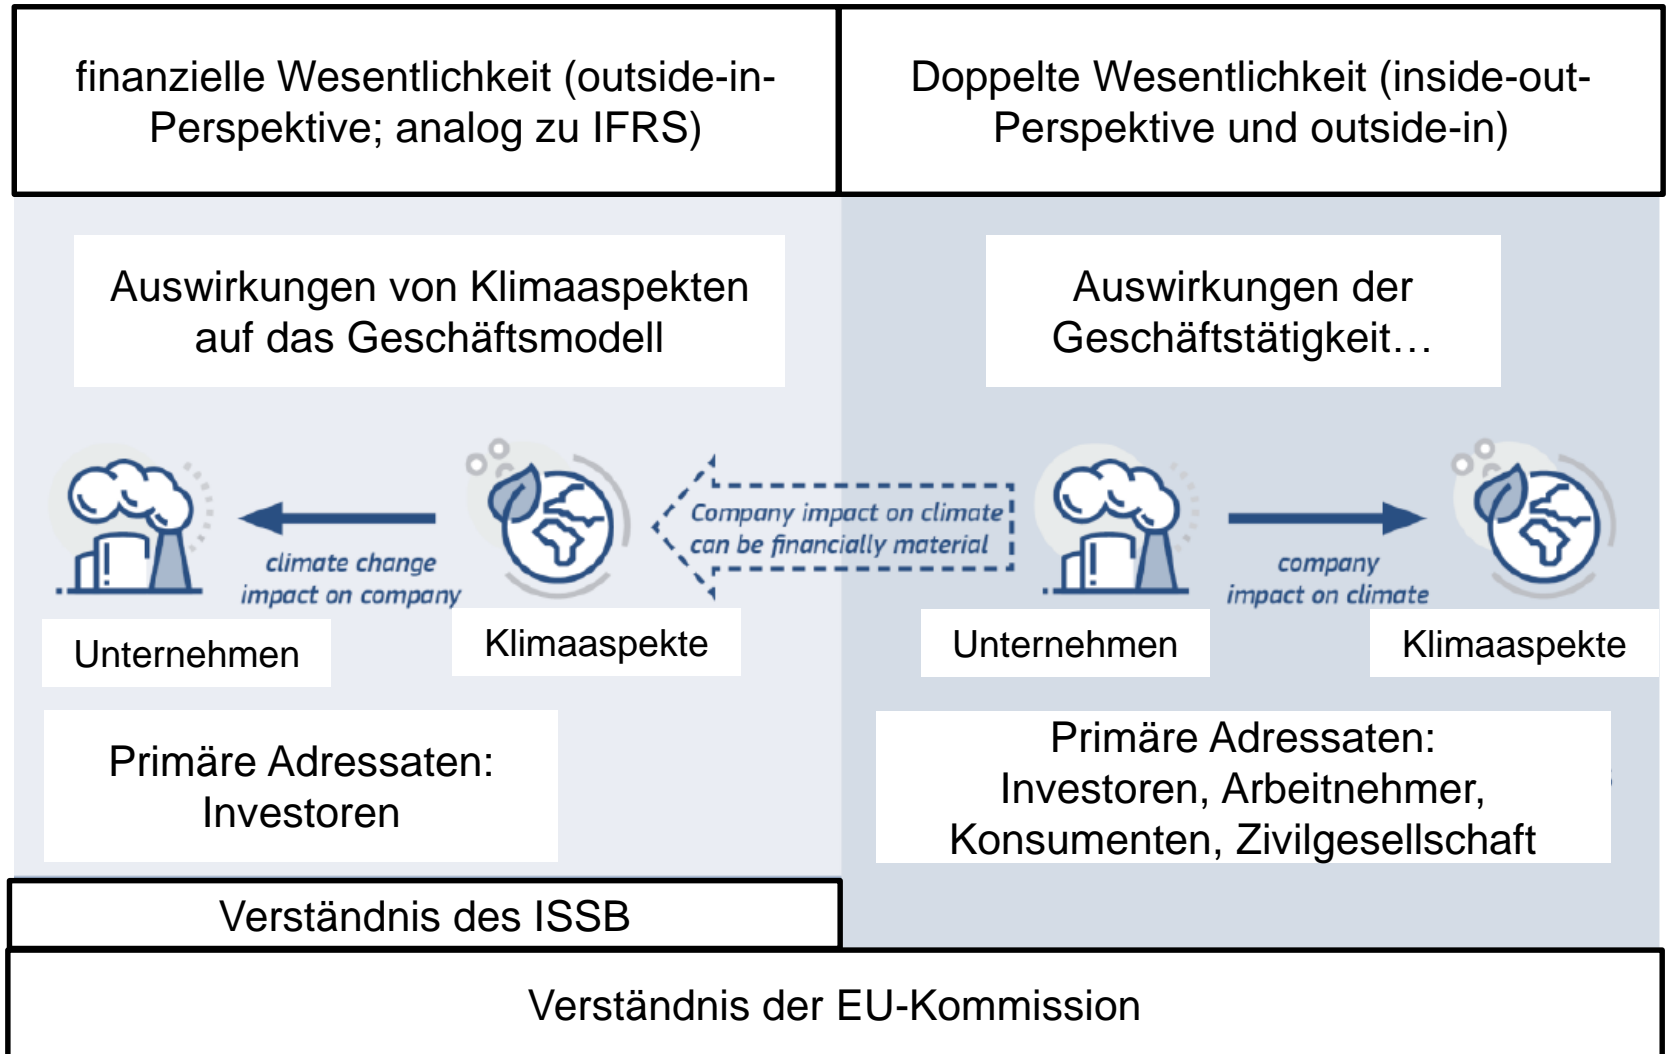 finanzielle Wesentlichkeit (outside-in-
Perspektive; analog zu IFRS)
Doppelte Wesentlichkeit (inside-out-
Perspektive und outside-in)
Auswirkungen von Klimaaspekten
auf das Geschäftsmodell
Auswirkungen der
Geschäftstätigkeit…
climate change
impact on company
Company impact on climate
can be financially material
company
impact on climate
Unternehmen
Klimaaspekte
Unternehmen
Klimaaspekte
Primäre Adressaten:
Investoren
Primäre Adressaten:
Investoren, Arbeitnehmer,
Konsumenten, Zivilgesellschaft
Verständnis des ISSB
Verständnis der EU-Kommission